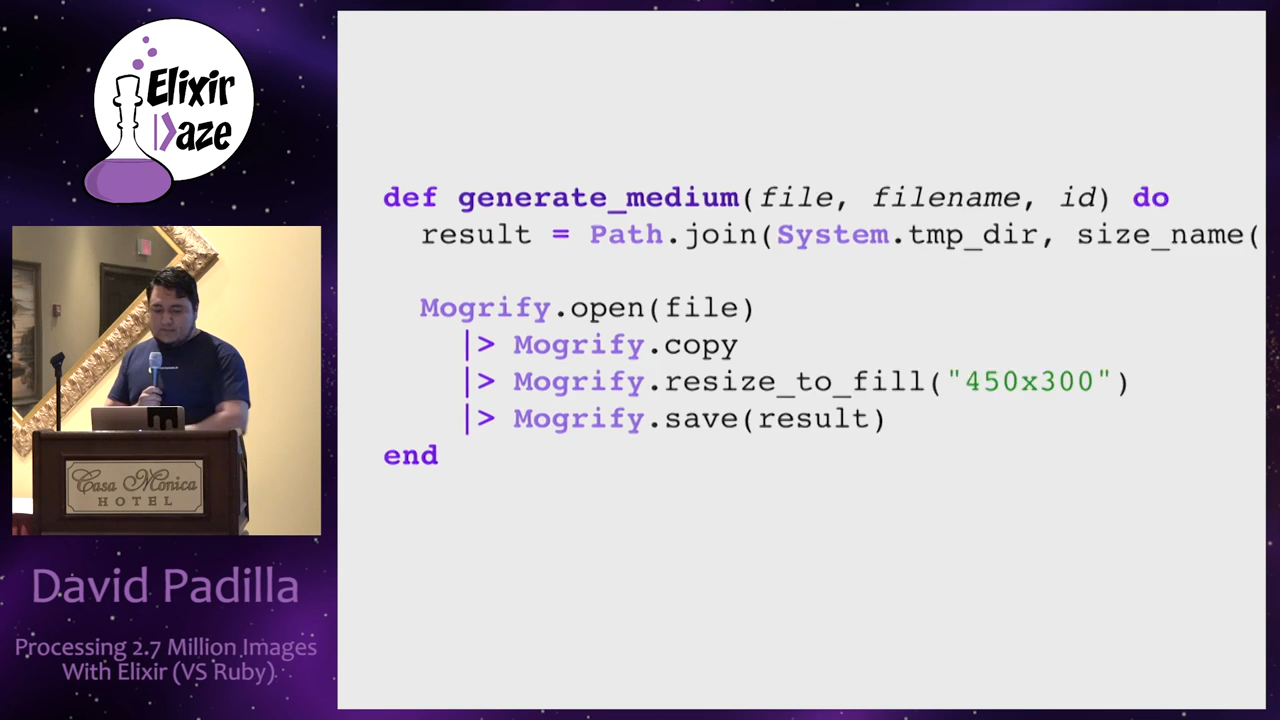 Elixir
|>aze
Casa Monica
HOTEL
David Padilla
Processing 2.7 Million Images
With Elixir (VS Ruby)
def generate_medium(file, filename, id) do
  result = Path.join(System.tmp_dir, size_name(
  Mogrify.open(file)
    |> Mogrify.copy
    |> Mogrify.resize_to_fill("450x300")
    |> Mogrify.save(result)
end